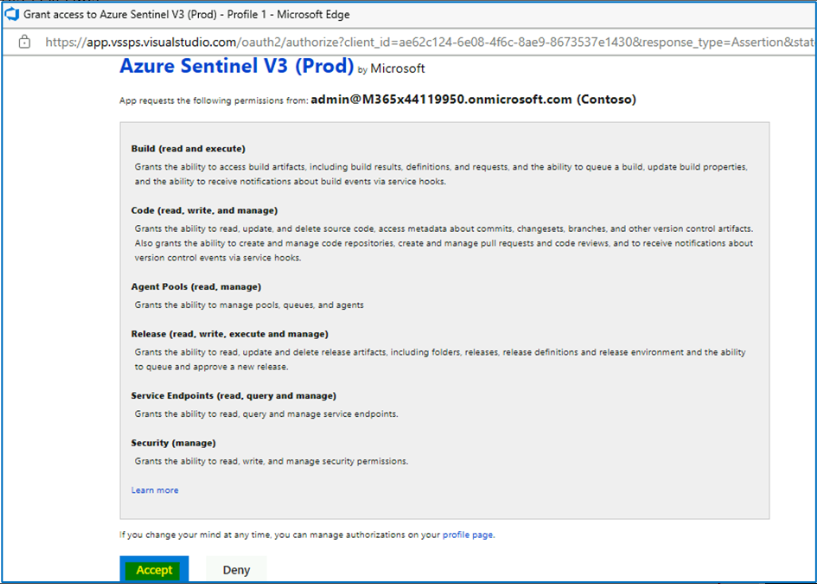 Grant access to Azure Sentinel V3 (Prod) - Profile 1 - Microsoft Edge
https://app.vssps.visualstudio.com/oauth2/authorize?client_id=ae62c124-6e08-4f6c-8ae9-8673537e1430&response_type=Assertion&stat
Azure Sentinel V3 (Prod) by Microsoft
App requests the following permissions from: admin@M365x44119950.onmicrosoft.com (Contoso)
Build (read and execute)
Grants the ability to access build artifacts, including build results, definitions, and requests, and the ability to queue a build, update build properties,
and the ability to receive notifications about build events via service hooks.
Code (read, write, and manage)
Grants the ability to read, update, and delete source code, access metadata about commits, changesets, branches, and other version control artifacts.
Also grants the ability to create and manage code repositories, create and manage pull requests and code reviews, and to receive notifications about
version control events via service hooks.
Agent Pools (read, manage)
Grants the ability to manage pools, queues, and agents
Release (read, write, execute and manage)
Grants the ability to read, update and delete release artifacts, including folders, releases, release definitions and release environment and the ability
to queue and approve a new release.
Service Endpoints (read, query and manage)
Grants the ability to read, query and manage service endpoints.
Security (manage)
Grants the ability to read, write, and manage security permissions.
Learn more
If you change your mind at any time, you can manage authorizations on your profile page.
Accept Deny